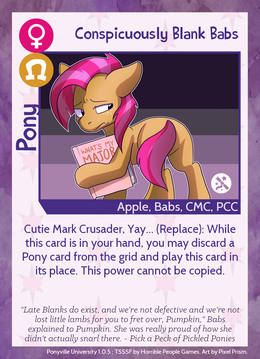 Conspicuously Blank Babs
Pony
WHAT'S MY
MAJOR
Apple, Babs, CMC, PCC
Cutie Mark Crusader, Yay... (Replace): While
this card is in your hand, you may discard a
Pony card from the grid and play this card in
its place. This power cannot be copied.
"Late Blanks do exist, and we're not defective and we're not
lost little lambs for you to fret over, Pumpkin," Babs
explained to Pumpkin. She was really proud of how she
didn't actually snarl there. - Pick a Peck of Pickled Ponies
Ponyville University 1.0.5 ; TSSSF by Horrible People Games. Art by Pixel Prism.